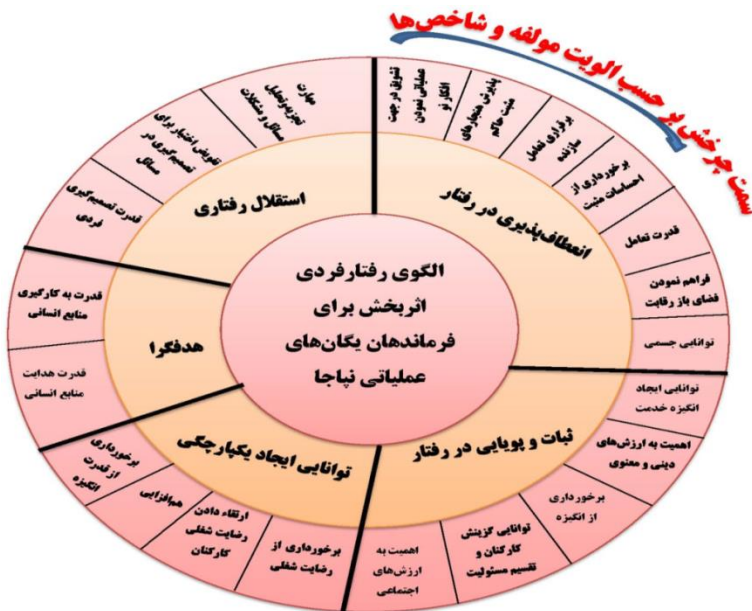 سمت چرخش بر حسب الویت مولفه و شاخص‌ها
الگوی رفتارفردی
اثربخش برای
فرماندهان یگان‌های
عملیاتی نپاجا
انعطاف‌پذیری در رفتار
تشویق در جهت
عملیاتی نمودن
افکار نو
پذیرش هنجارهای
مثبت حاکم
برقراری تعامل
سازنده
برخورداری از
احساسات مثبت
قدرت تعامل
فراهم نمودن
فضای باز رقابت
توانایی جسمی
ثبات و پویایی در رفتار
توانایی ایجاد
انگیزه خدمت
اهمیت به ارزش‌های
دینی و معنوی
برخورداری
از انگیزه
توانایی گزینش
کارکنان و
تقسیم مسئولیت
اهمیت به
ارزش‌های
اجتماعی
توانایی ایجاد یکپارچگی
برخورداری از
رضایت شغلی
ارتقاء دادن
رضایت شغلی
کارکنان
هم‌افزایی
برخورداری
از قدرت
انگیزه
هدفگرا
قدرت هدایت
منابع انسانی
قدرت به کارگیری
منابع انسانی
استقلال رفتاری
قدرت تصمیم‌گیری
فردی
تفویض اختیار برای
تصمیم‌گیری در
مسائل
مهارت
تجزیه‌وتحلیل
مسائل و مشکلات